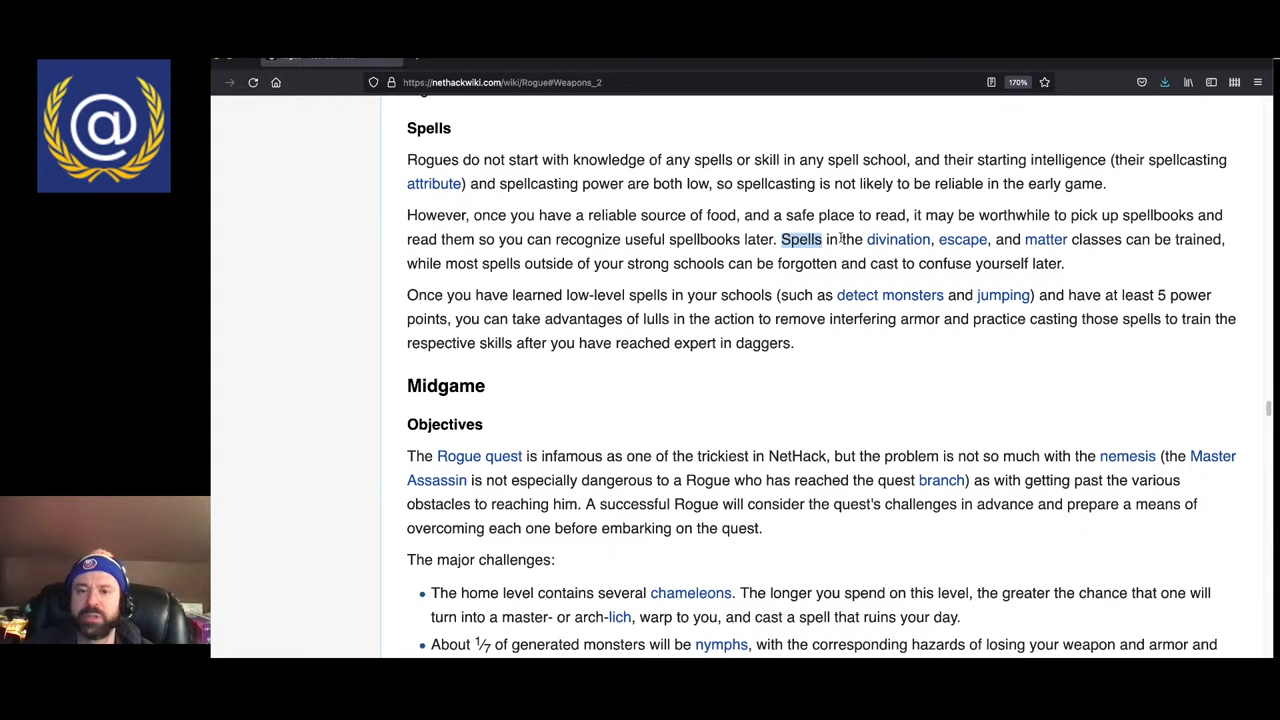 @
https://nethackwiki.com/wiki/Rogue#Weapons_2
170%
Spells
Rogues do not start with knowledge of any spells or skill in any spell school, and their starting intelligence (their spellcasting
attribute) and spellcasting power are both low, so spellcasting is not likely to be reliable in the early game.
However, once you have a reliable source of food, and a safe place to read, it may be worthwhile to pick up spellbooks and
read them so you can recognize useful spellbooks later. Spells in the divination, escape, and matter classes can be trained,
while most spells outside of your strong schools can be forgotten and cast to confuse yourself later.
Once you have learned low-level spells in your schools (such as detect monsters and jumping) and have at least 5 power
points, you can take advantages of lulls in the action to remove interfering armor and practice casting those spells to train the
respective skills after you have reached expert in daggers.
Midgame
Objectives
The Rogue quest is infamous as one of the trickiest in NetHack, but the problem is not so much with the nemesis (the Master
Assassin is not especially dangerous to a Rogue who has reached the quest branch) as with getting past the various
obstacles to reaching him. A successful Rogue will consider the quest's challenges in advance and prepare a means of
overcoming each one before embarking on the quest.
The major challenges:
• The home level contains several chameleons. The longer you spend on this level, the greater the chance that one will
turn into a master- or arch-lich, warp to you, and cast a spell that ruins your day.
• About 1⁄7 of generated monsters will be nymphs, with the corresponding hazards of losing your weapon and armor and